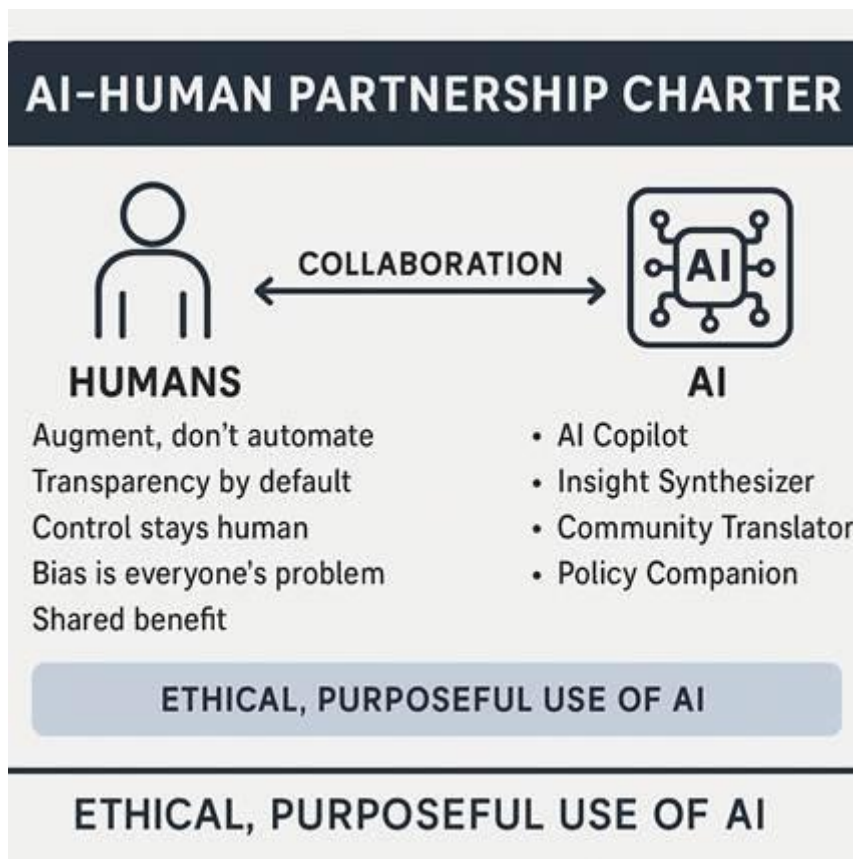 AI-HUMAN PARTNERSHIP CHARTER
COLLABORATION
AI
HUMANS
Augment, don't automate
Transparency by default
Control stays human
Bias is everyone's problem
Shared benefit
AI
• AI Copilot
• Insight Synthesizer
• Community Translator
• Policy Companion
ETHICAL, PURPOSEFUL USE OF AI
ETHICAL, PURPOSEFUL USE OF AI